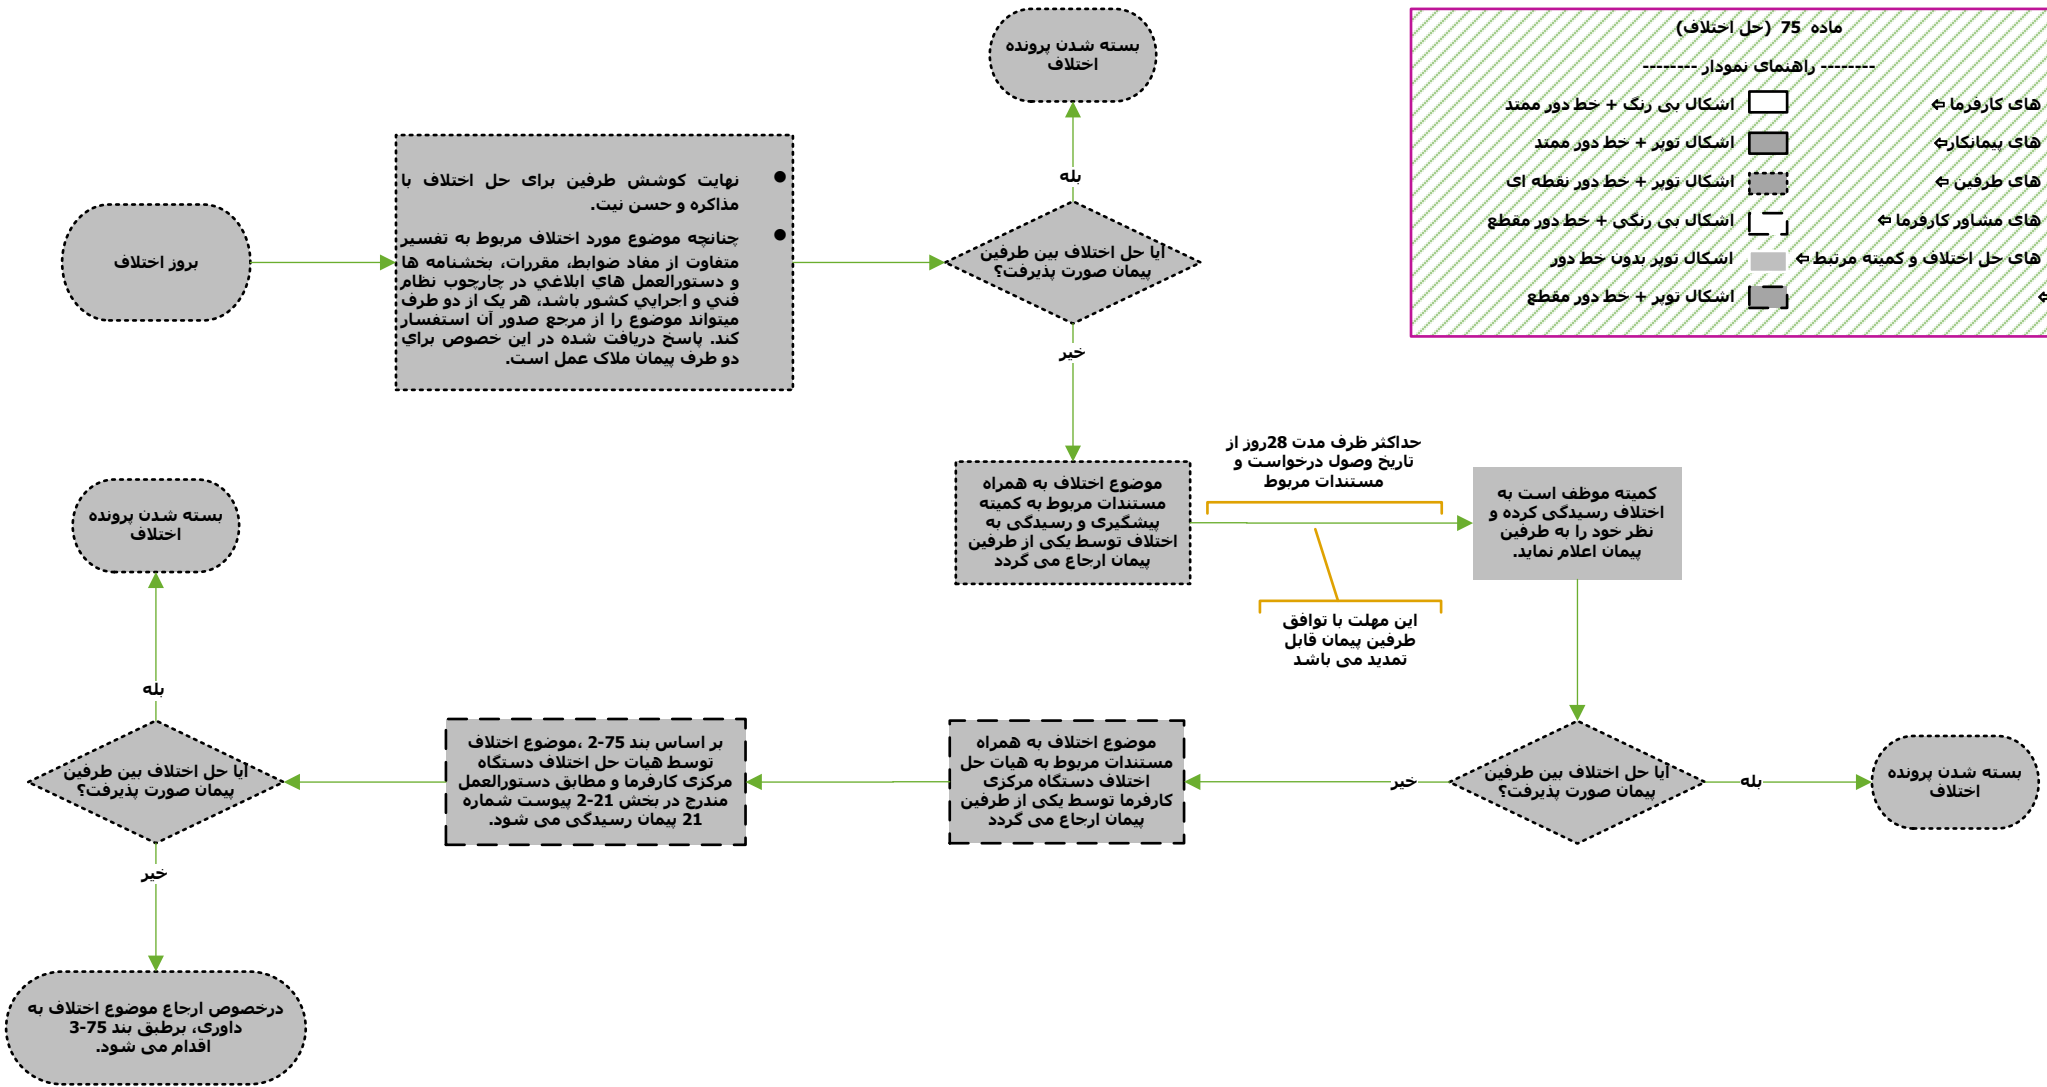 ماده 75 (حل اختلاف)
-------- راهنمای نمودار --------
های کارفرما ⇦ اشکال بی رنگ + خط دور ممتد
های پیمانکار⇦ اشکال توپر + خط دور ممتد
های طرفین ⇦ اشکال توپر + خط دور نقطه ای
های مشاور کارفرما ⇦ اشکال بی رنگی + خط دور مقطع
های حل اختلاف و کمیته مرتبط ⇦ اشکال توپر بدون خط دور
⇦ اشکال توپر + خط دور مقطع
بروز اختلاف
● نهایت کوشش طرفین برای حل اختلاف با
مذاکره و حسن نیت.
● چنانچه موضوع مورد اختلاف مربوط به تفسیر
متفاوت از مفاد ضوابط، مقررات، بخشنامه ها
و دستورالعمل هاي ابلاغي در چارچوب نظام
فني و اجرايي كشور باشد، هر يک از دو طرف
میتواند موضوع را از مرجع صدور آن استفسار
کند. پاسخ دریافت شده در این خصوص براي
دو طرف پیمان ملاک عمل است.
آیا حل اختلاف بین طرفین
پیمان صورت پذیرفت؟
بله
بسته شدن پرونده
اختلاف
خیر
موضوع اختلاف به همراه
مستندات مربوط به کمیته
پیشگیری و رسیدگی به
اختلاف توسط یکی از طرفین
پیمان ارجاع می گردد
حداکثر ظرف مدت 28روز از
تاریخ وصول درخواست و
مستندات مربوط
این مهلت با توافق
طرفین پیمان قابل
تمدید می باشد
کمیته موظف است به
اختلاف رسیدگی کرده و
نظر خود را به طرفین
پیمان اعلام نماید.
آیا حل اختلاف بین طرفین
پیمان صورت پذیرفت؟
بله
بسته شدن پرونده
اختلاف
خیر
موضوع اختلاف به همراه
مستندات مربوط به هیات حل
اختلاف دستگاه مرکزی
کارفرما توسط یکی از طرفین
پیمان ارجاع می گردد
بر اساس بند 75-2 ،موضوع اختلاف
توسط هیات حل اختلاف دستگاه
مرکزی کارفرما و مطابق دستورالعمل
مندرج در بخش 21-2 پیوست شماره
21 پیمان رسیدگی می شود.
آیا حل اختلاف بین طرفین
پیمان صورت پذیرفت؟
بله
بسته شدن پرونده
اختلاف
خیر
درخصوص ارجاع موضوع اختلاف به
داوری، برطبق بند 75-3
اقدام می شود.